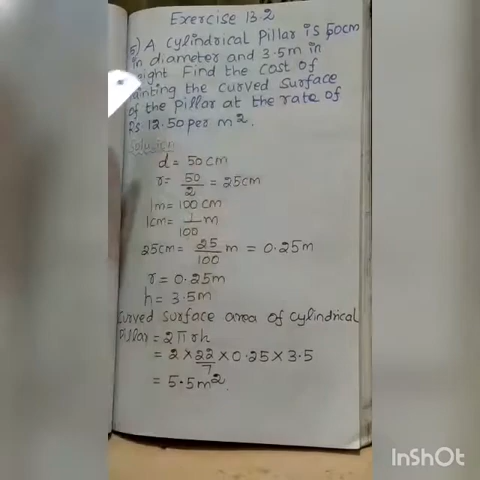 Exercise 13.2
5) A cylindrical Pillar is 50cm
in diameter and 3.5m in
eight Find the cost of
ainting the curved surface
of the pillar at the rate of
Rs 12.50 per m².
Solution
d = 50 cm
r = 50/2 = 25cm
1m = 100 cm
1cm = 1/100 m
25cm = 25/100 m = 0.25m
r = 0.25m
h = 3.5m
Curved surface area of cylindrical
Pillar = 2πrh
= 2 × 22/7 × 0.25 × 3.5
= 5.5m².
InShOt